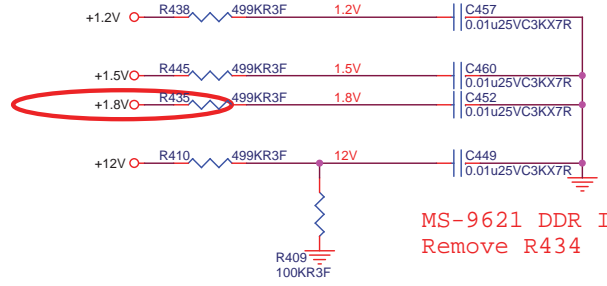 +1.2V R438 499KR3F 1.2V C457
0.01u25VC3KX7R
+1.5V R445 499KR3F 1.5V C460
0.01u25VC3KX7R
+1.8V R435 499KR3F 1.8V C452
0.01u25VC3KX7R
+12V R410 499KR3F 12V C449
0.01u25VC3KX7R
MS-9621 DDR I
Remove R434
R409
100KR3F